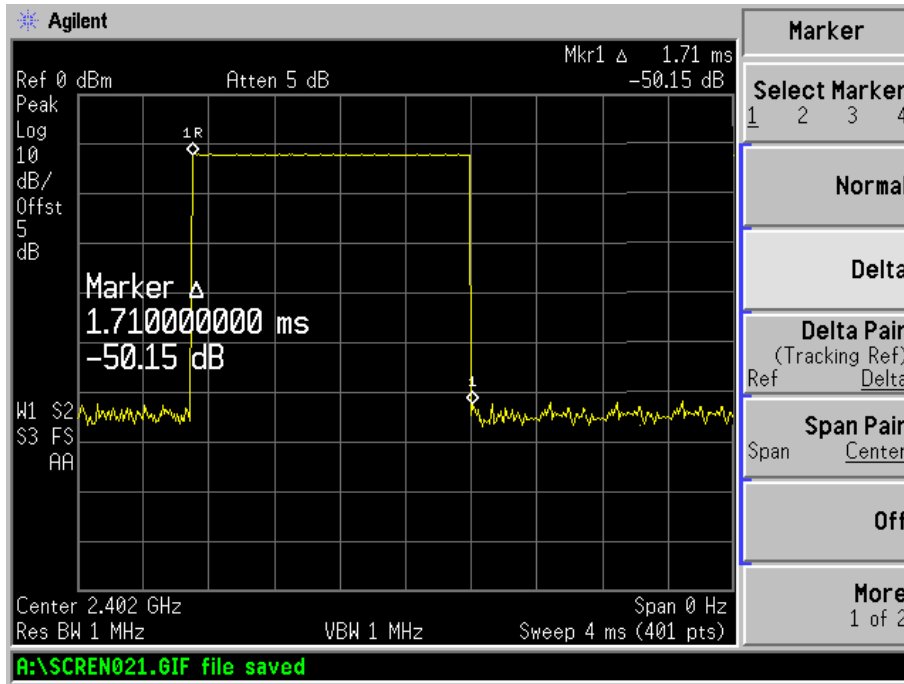 Agilent
Marker
Mkr1 Δ 1.71 ms
Ref 0 dBm Atten 5 dB -50.15 dB
Peak
Log
10
dB/
Offst
5
dB
1R
Marker Δ
1.710000000 ms
-50.15 dB
1
W1 S2
S3 FS
AA
Center 2.402 GHz Span 0 Hz
Res BW 1 MHz VBW 1 MHz Sweep 4 ms (401 pts)
A:\SCREN021.GIF file saved
Select Marker
1 2 3 4
Normal
Delta
Delta Pair
(Tracking Ref)
Ref Delta
Span Pair
Span Center
Off
More
1 of 2